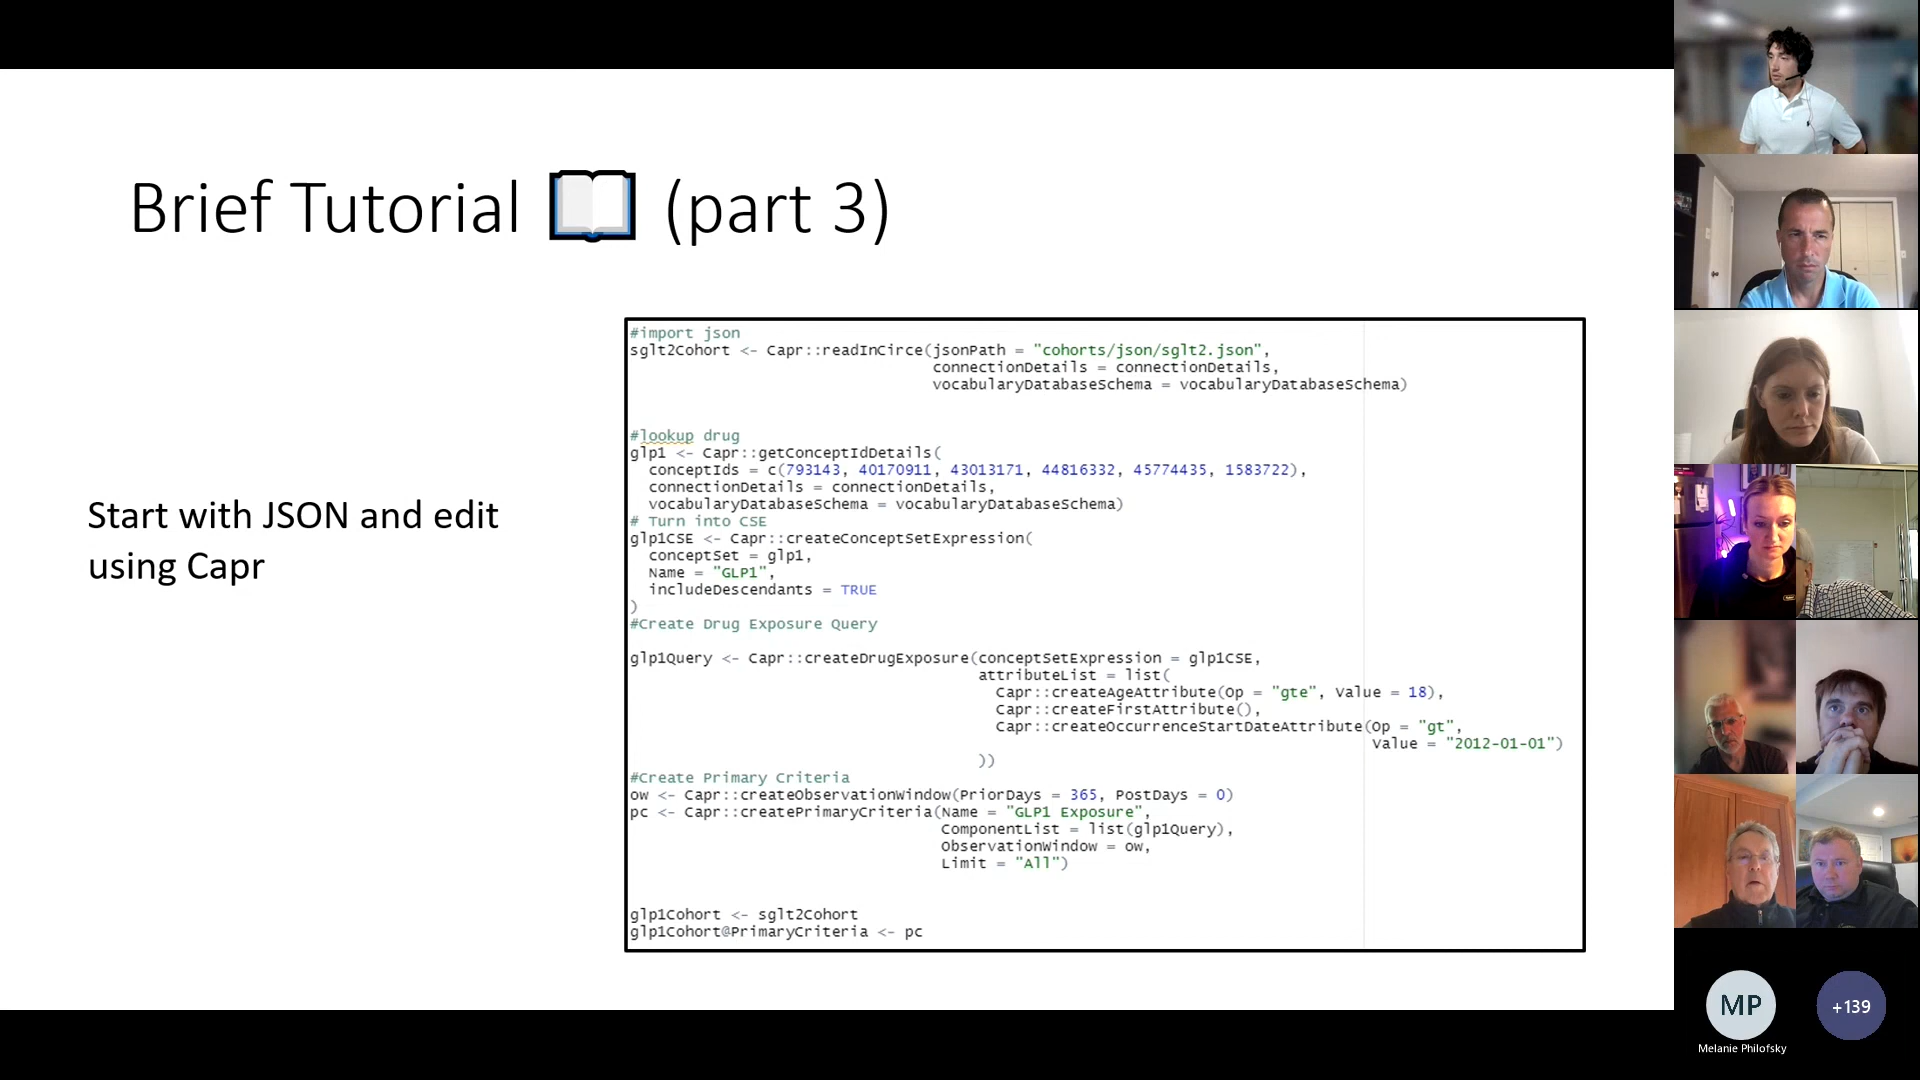 Brief Tutorial 📖 (part 3)
Start with JSON and edit
using Capr
#import json
sglt2Cohort <- Capr::readInCirce(jsonPath = "cohorts/json/sglt2.json",
connectionDetails = connectionDetails,
vocabularyDatabaseSchema = vocabularyDatabaseSchema)
#lookup drug
glp1 <- Capr::getConceptIdDetails(
conceptIds = c(793143, 40170911, 43013171, 44816332, 45774435, 1583722),
connectionDetails = connectionDetails,
vocabularyDatabaseSchema = vocabularyDatabaseSchema)
# Turn into CSE
glp1CSE <- Capr::createConceptSetExpression(
conceptSet = glp1,
Name = "GLP1",
includeDescendants = TRUE
)
#Create Drug Exposure Query
glp1Query <- Capr::createDrugExposure(conceptSetExpression = glp1CSE,
attributeList = list(
Capr::createAgeAttribute(Op = "gte", Value = 18),
Capr::createFirstAttribute(),
Capr::createOccurrenceStartDateAttribute(Op = "gt",
Value = "2012-01-01")
))
#Create Primary Criteria
ow <- Capr::createObservationWindow(PriorDays = 365, PostDays = 0)
pc <- Capr::createPrimaryCriteria(Name = "GLP1 Exposure",
ComponentList = list(glp1Query),
ObservationWindow = ow,
Limit = "All")
glp1Cohort <- sglt2Cohort
glp1Cohort@PrimaryCriteria <- pc
MP
+139
Melanie Philofsky